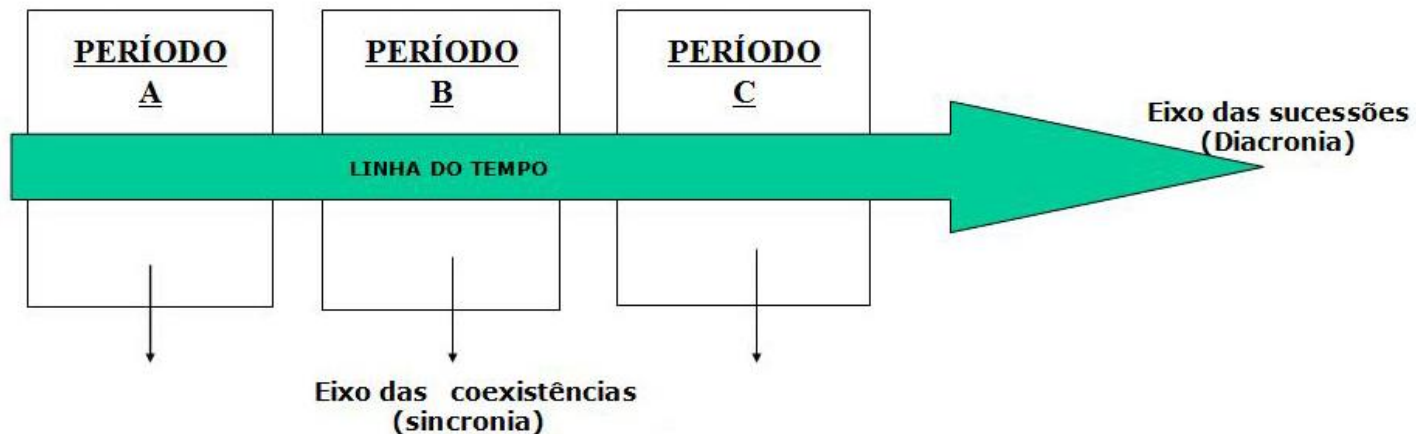 PERÍODO
A
PERÍODO
B
PERÍODO
C
Eixo das sucessões
(Diacronia)
LINHA DO TEMPO
Eixo das coexistências
(sincronia)